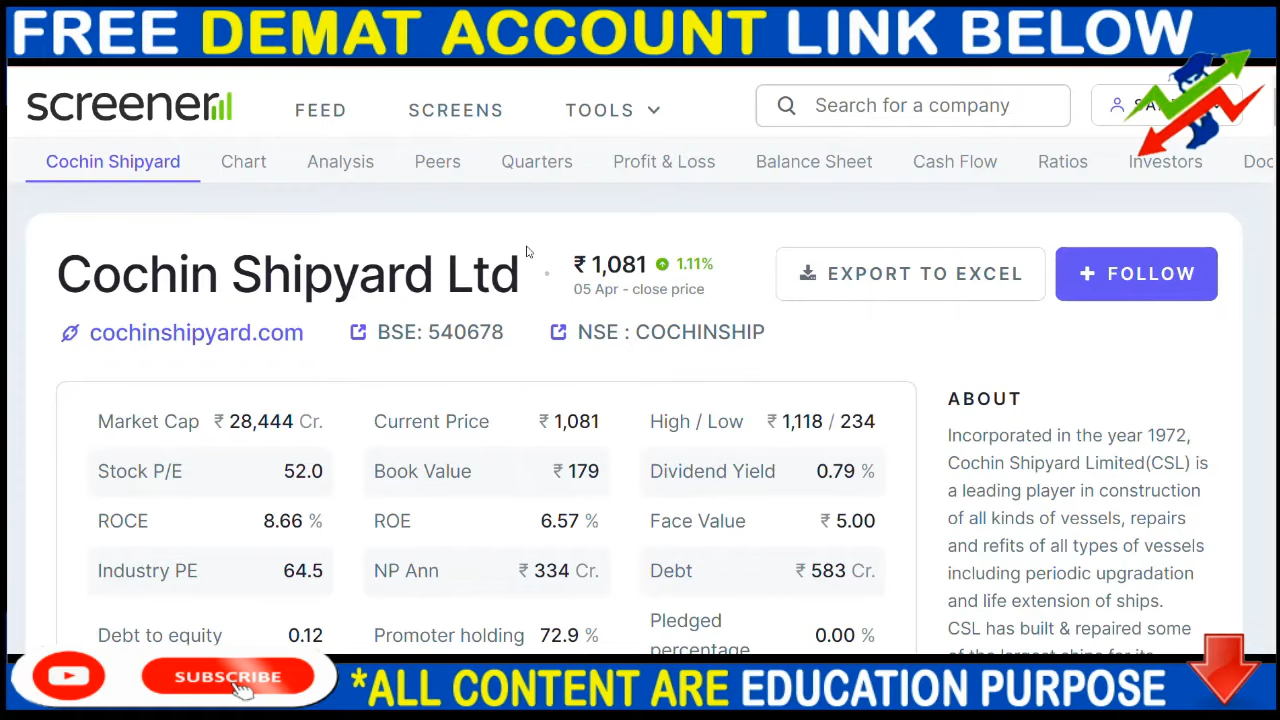 FREE DEMAT ACCOUNT LINK BELOW
screener
FEED
SCREENS
TOOLS
Search for a company
Cochin Shipyard
Chart
Analysis
Peers
Quarters
Profit & Loss
Balance Sheet
Cash Flow
Ratios
Investors
Cochin Shipyard Ltd
₹ 1,081 1.11%
05 Apr - close price
EXPORT TO EXCEL
+ FOLLOW
cochinshipyard.com
BSE: 540678
NSE : COCHINSHIP
Market Cap ₹ 28,444 Cr.
Current Price ₹ 1,081
High / Low ₹ 1,118 / 234
Stock P/E 52.0
Book Value ₹ 179
Dividend Yield 0.79 %
ROCE 8.66 %
ROE 6.57 %
Face Value ₹ 5.00
Industry PE 64.5
NP Ann ₹ 334 Cr.
Debt ₹ 583 Cr.
Debt to equity 0.12
Promoter holding 72.9 %
Pledged
percentage 0.00 %
ABOUT
Incorporated in the year 1972,
Cochin Shipyard Limited(CSL) is
a leading player in construction
of all kinds of vessels, repairs
and refits of all types of vessels
including periodic upgradation
and life extension of ships.
CSL has built & repaired some
SUBSCRIBE
*ALL CONTENT ARE EDUCATION PURPOSE